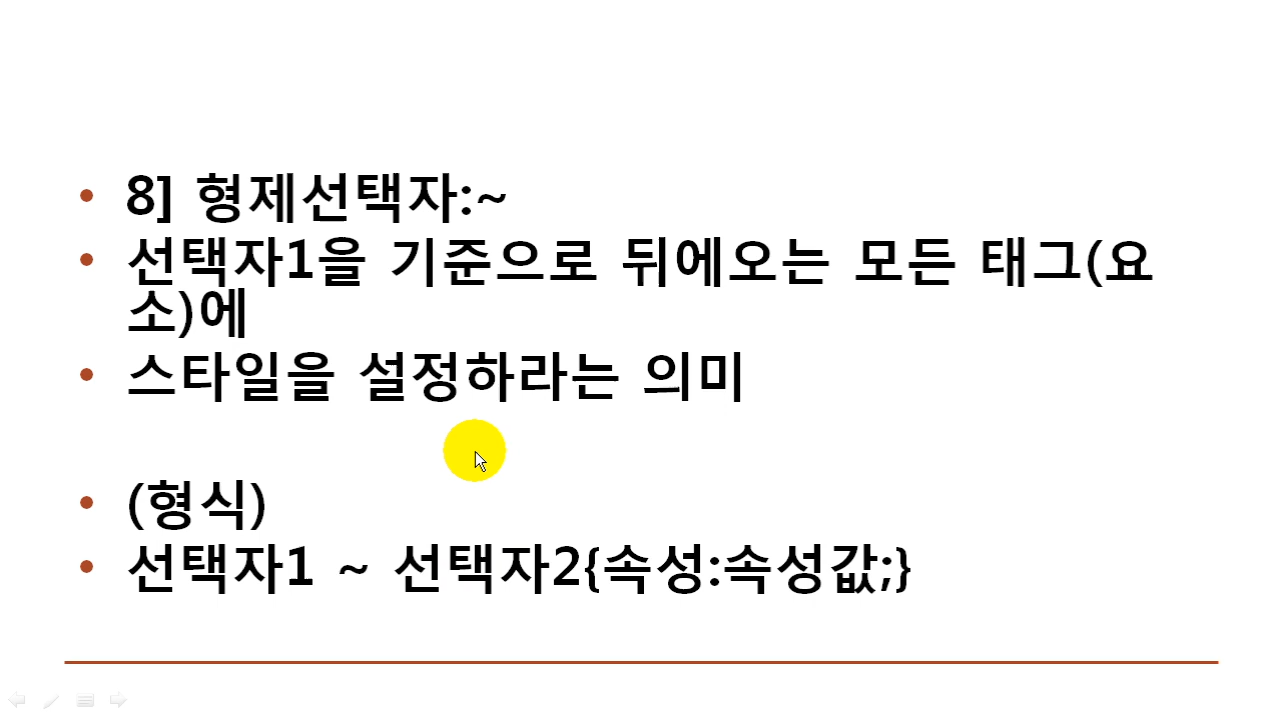 8] 형제선택자:~
선택자1을 기준으로 뒤에오는 모든 태그(요
소)에
스타일을 설정하라는 의미
(형식)
선택자1 ~ 선택자2{속성:속성값;}